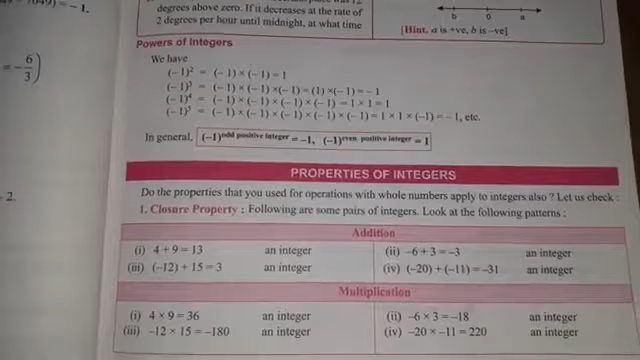 1049) = – 1.
= – 6/3)
– 2.
degrees above zero. If it decreases at the rate of
2 degrees per hour until midnight, at what time
b 0 a
[Hint. a is +ve, b is –ve]
Powers of Integers
We have
(– 1)² = (– 1) × (– 1) = 1
(– 1)³ = (– 1) × (– 1) × (– 1) = (1) × (– 1) = – 1
(– 1)⁴ = (– 1) × (– 1) × (– 1) × (– 1) = 1 × 1 = 1
(– 1)⁵ = (– 1) × (– 1) × (– 1) × (– 1) × (– 1) = 1 × 1 × (–1) = – 1, etc.
In general, (–1)^odd positive integer = –1, (–1)^even positive integer = 1
PROPERTIES OF INTEGERS
Do the properties that you used for operations with whole numbers apply to integers also ? Let us check :
1. Closure Property : Following are some pairs of integers. Look at the following patterns :
Addition
(i) 4 + 9 = 13 an integer (ii) –6 + 3 = –3 an integer
(iii) (–12) + 15 = 3 an integer (iv) (–20) + (–11) = –31 an integer
Multiplication
(i) 4 × 9 = 36 an integer (ii) –6 × 3 = –18 an integer
(iii) –12 × 15 = –180 an integer (iv) –20 × –11 = 220 an integer